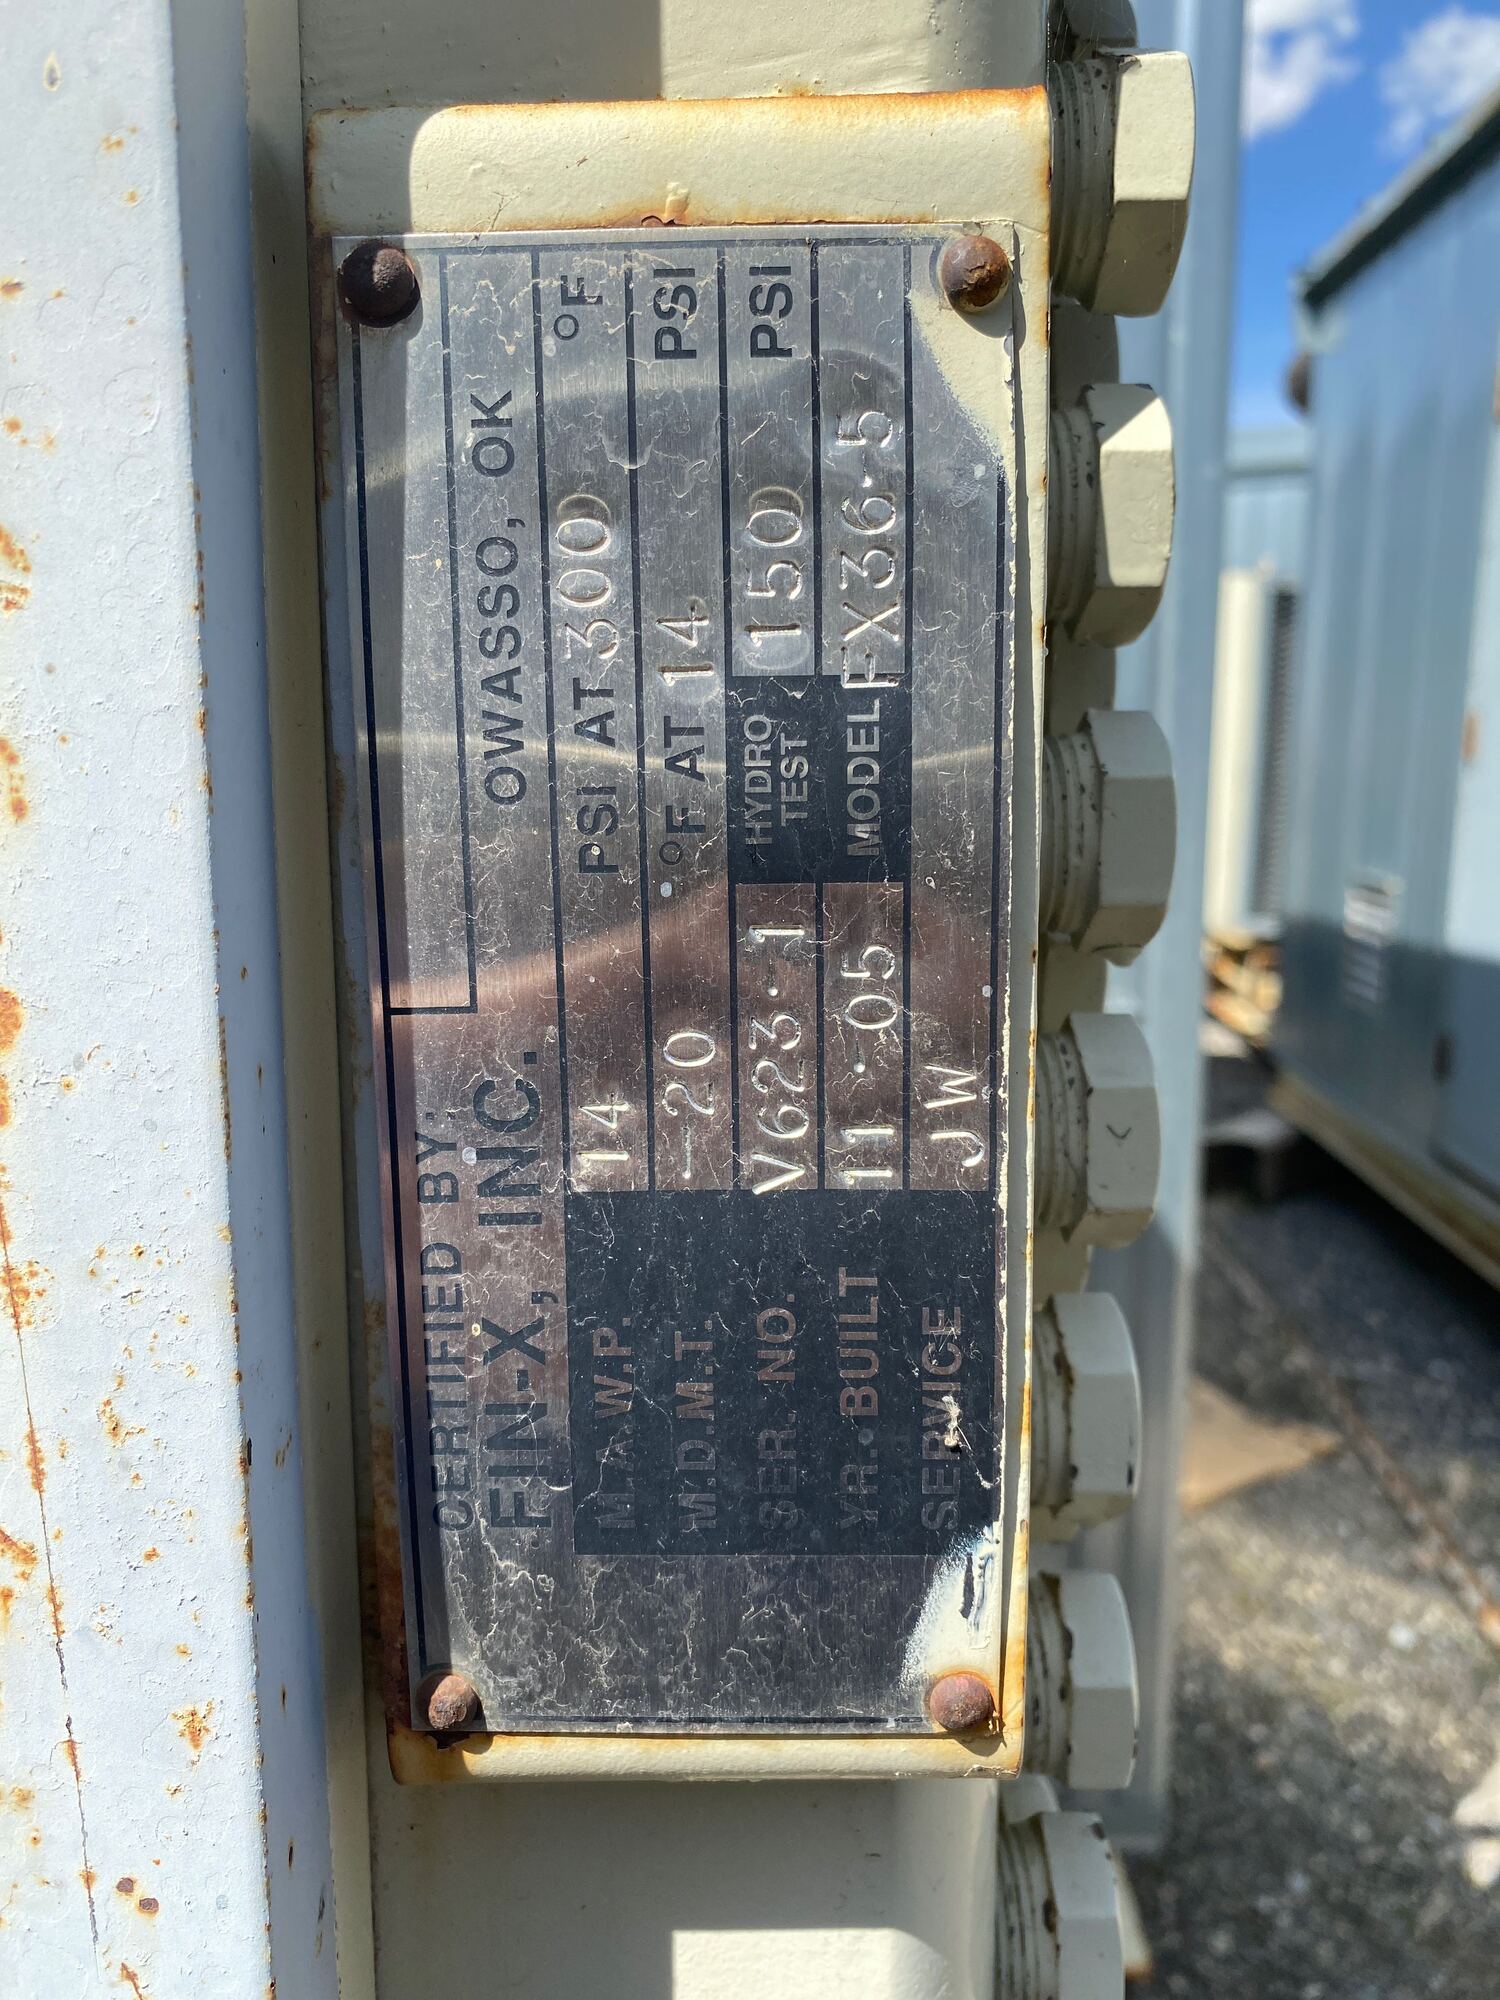 CERTIFIED BY:
FIN-X, INC. OWASSO, OK
M.A.W.P. 14 PSI AT 300 °F
M.D.M.T. -20 °F AT 14 PSI
SER. NO. V623-1 HYDRO TEST 150 PSI
YR. BUILT 11-05 MODEL FX36-5
SERVICE JW